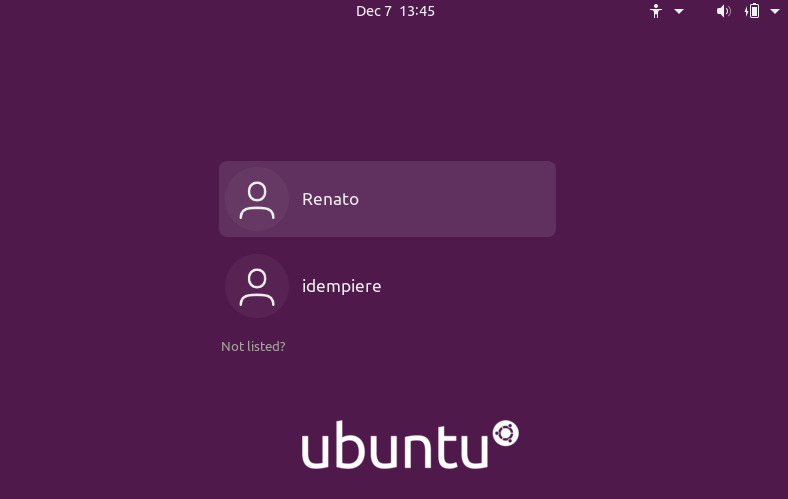 Dec 7 13:45
Renato
idempiere
Not listed?
ubuntu